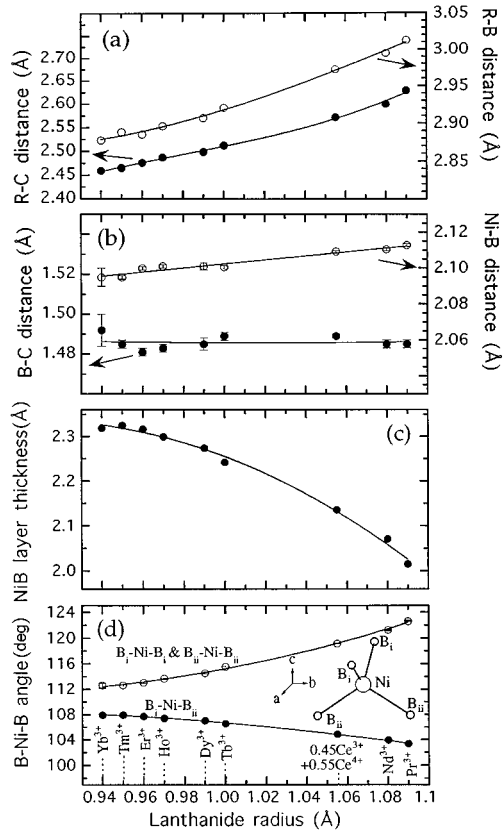 (a)
R-C distance (Å)
2.70
2.65
2.60
2.55
2.50
2.45
2.40
R-B distance (Å)
3.05
3.00
2.95
2.90
2.85
(b)
B-C distance (Å)
1.52
1.50
1.48
Ni-B distance (Å)
2.12
2.10
2.08
2.06
(c)
NiB layer thickness(Å)
2.3
2.2
2.1
2.0
(d)
B-Ni-B angle(deg)
124
120
116
112
108
104
100
Bi-Ni-Bi & Bii-Ni-Bii
Bi-Ni-Bii
c
b
a
Bi
Bi
Ni
Bii
Bii
Yb3+
Tm3+
Er3+
Ho3+
Dy3+
Tb3+
0.45Ce3+
+0.55Ce4+
Nd3+
Pr3+
0.94 0.96 0.98 1.00 1.02 1.04 1.06 1.08 1.1
Lanthanide radius (Å)